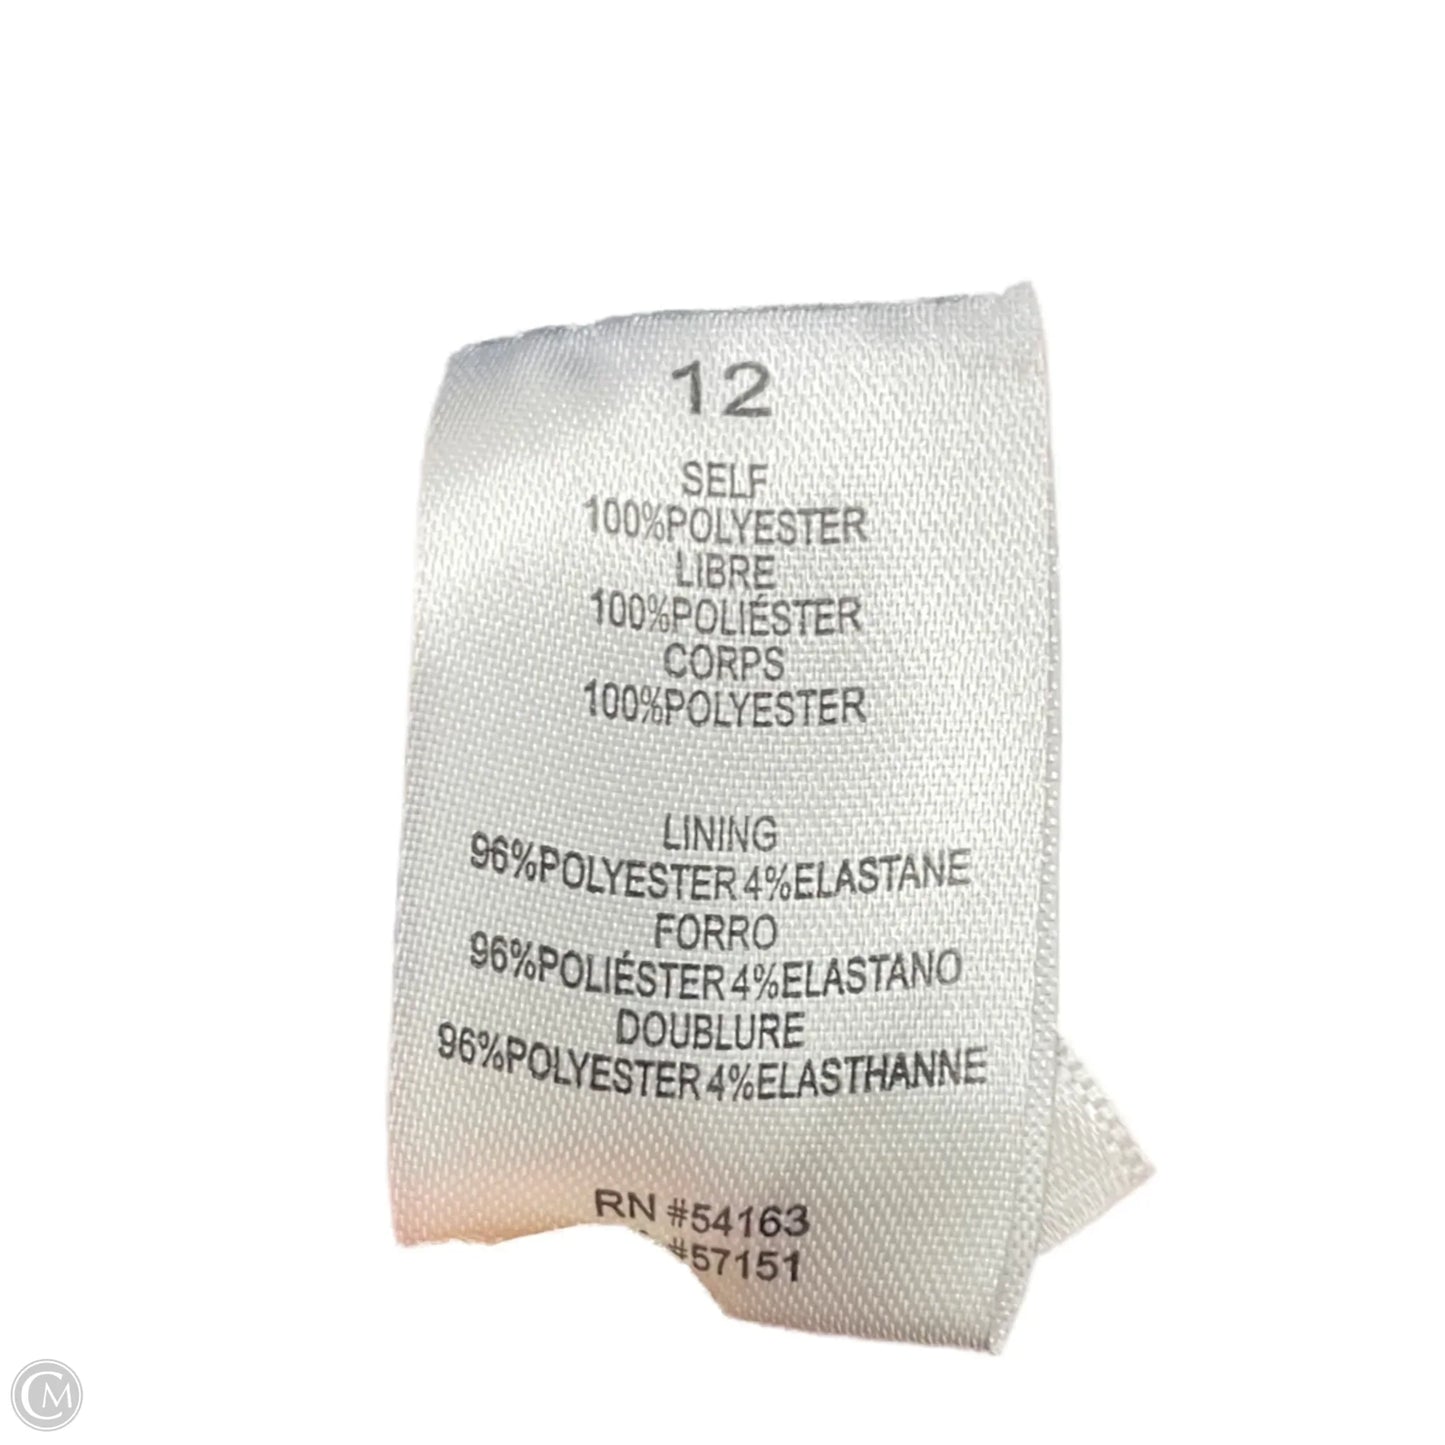 12
SELF
100%POLYESTER
LIBRE
100%POLIÉSTER
CORPS
100%POLYESTER
LINING
96%POLYESTER 4%ELASTANE
FORRO
96%POLIÉSTER 4%ELASTANO
DOUBLURE
96%POLYESTER 4%ELASTHANNE
RN #54163
#57151
CM